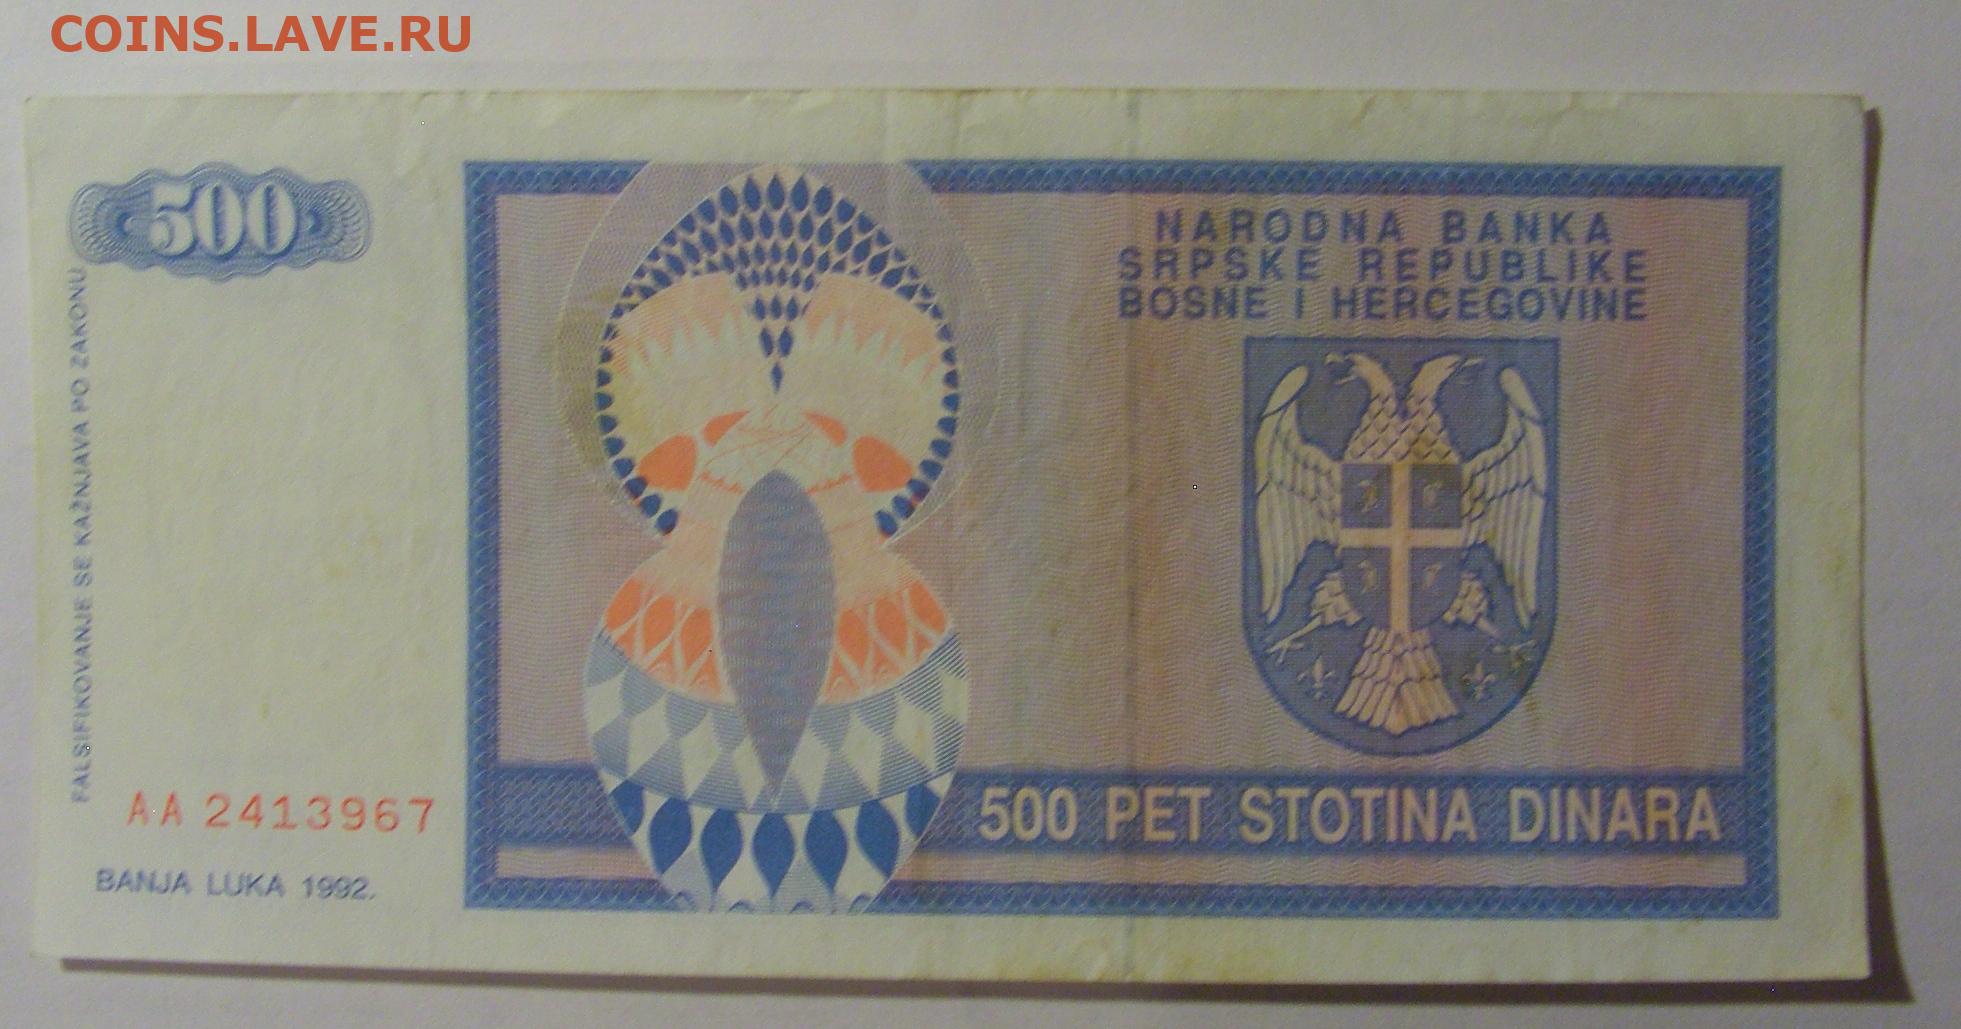 COINS.LAVE.RU
500
FALSIFIKOVANJE SE KAŽNJAVA PO ZAKONU
NARODNA BANKA
SRPSKE REPUBLIKE
BOSNE I HERCEGOVINE
AA 2413967
500 PET STOTINA DINARA
BANJA LUKA 1992.